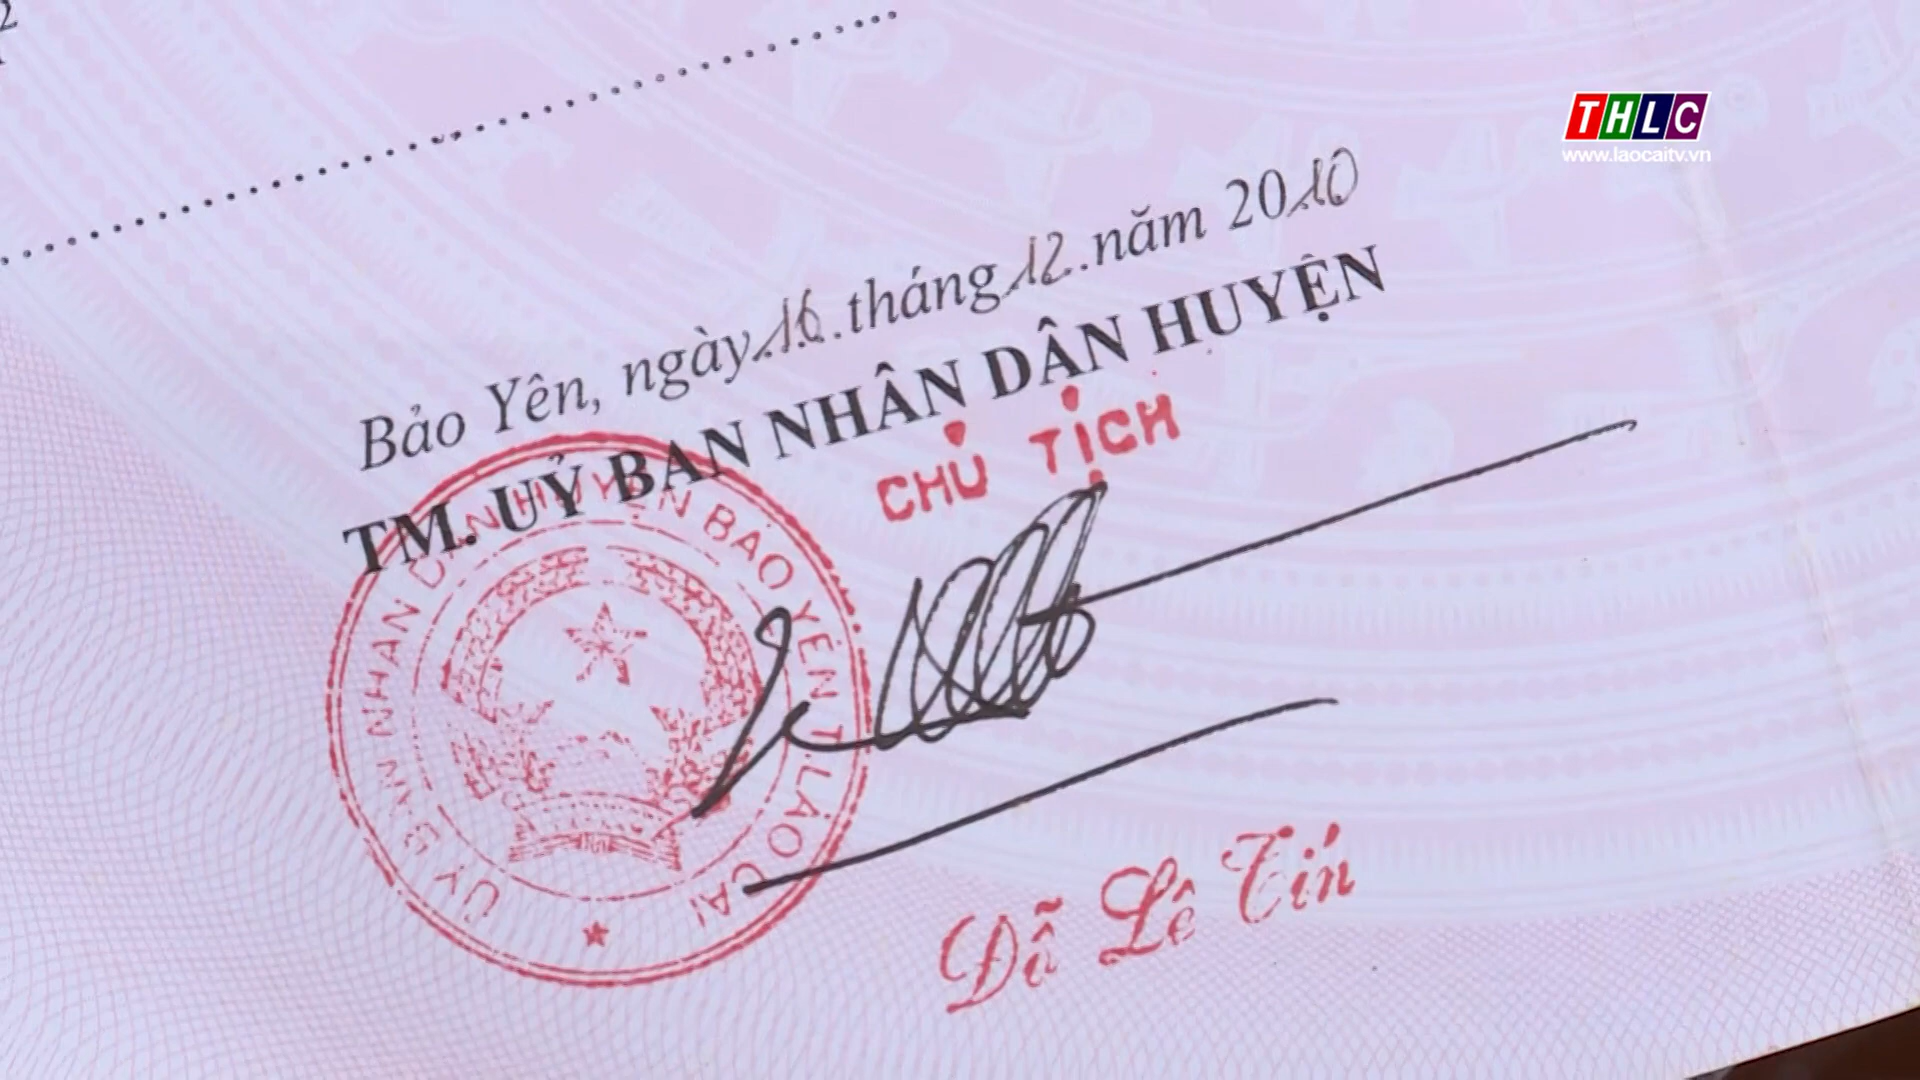 THLC
www.laocaitv.vn
2
Bảo Yên, ngày 16 tháng 12 năm 2010
TM. UỶ BAN NHÂN DÂN HUYỆN
CHỦ TỊCH
ỦY BAN NHÂN DÂN HUYỆN BẢO YÊN T. LÀO CAI
Đỗ Lê Tín